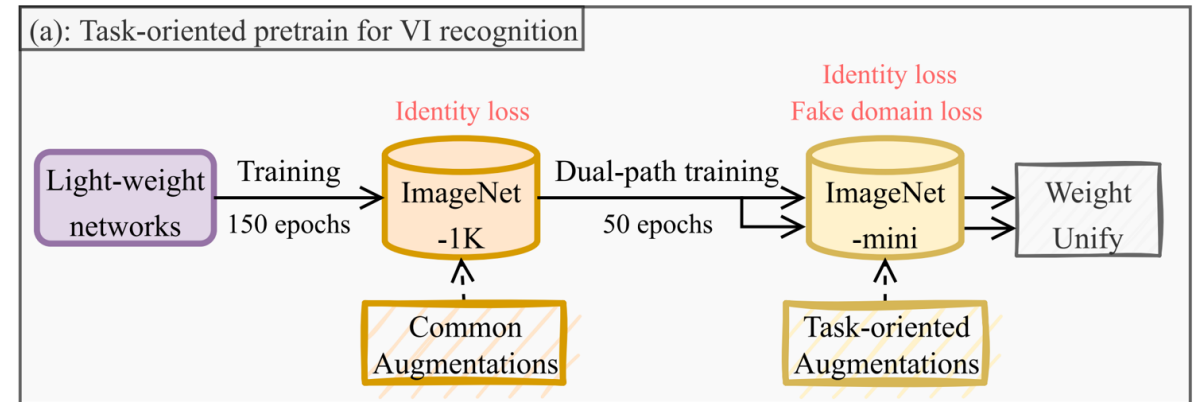 (a): Task-oriented pretrain for VI recognition
Identity loss
Identity loss
Fake domain loss
Light-weight
networks
Training
150 epochs
ImageNet
-1K
Dual-path training
50 epochs
ImageNet
-mini
Weight
Unify
Common
Augmentations
Task-oriented
Augmentations